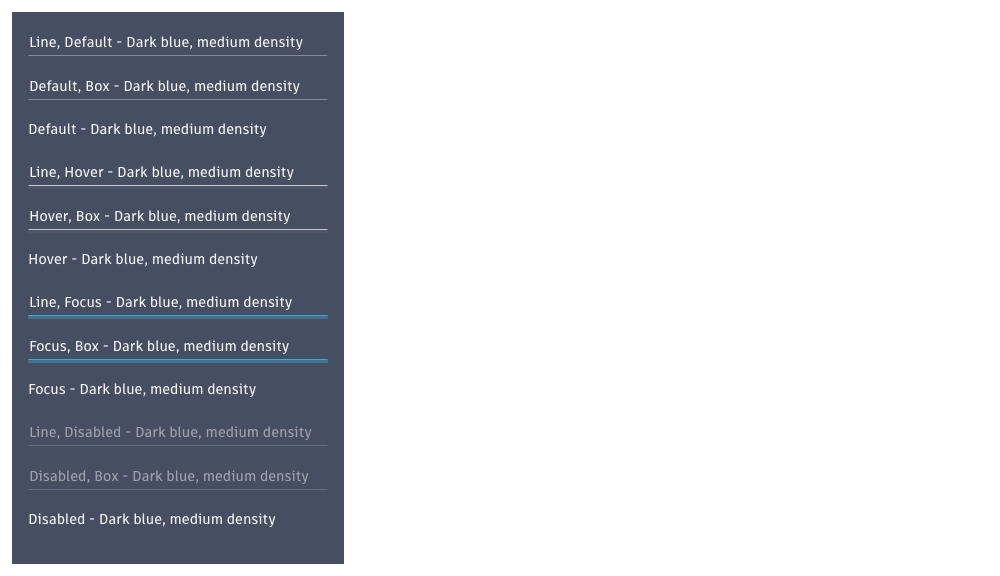 Line, Default - Dark blue, medium density
Default, Box - Dark blue, medium density
Default - Dark blue, medium density
Line, Hover - Dark blue, medium density
Hover, Box - Dark blue, medium density
Hover - Dark blue, medium density
Line, Focus - Dark blue, medium density
Focus, Box - Dark blue, medium density
Focus - Dark blue, medium density
Line, Disabled - Dark blue, medium density
Disabled, Box - Dark blue, medium density
Disabled - Dark blue, medium density